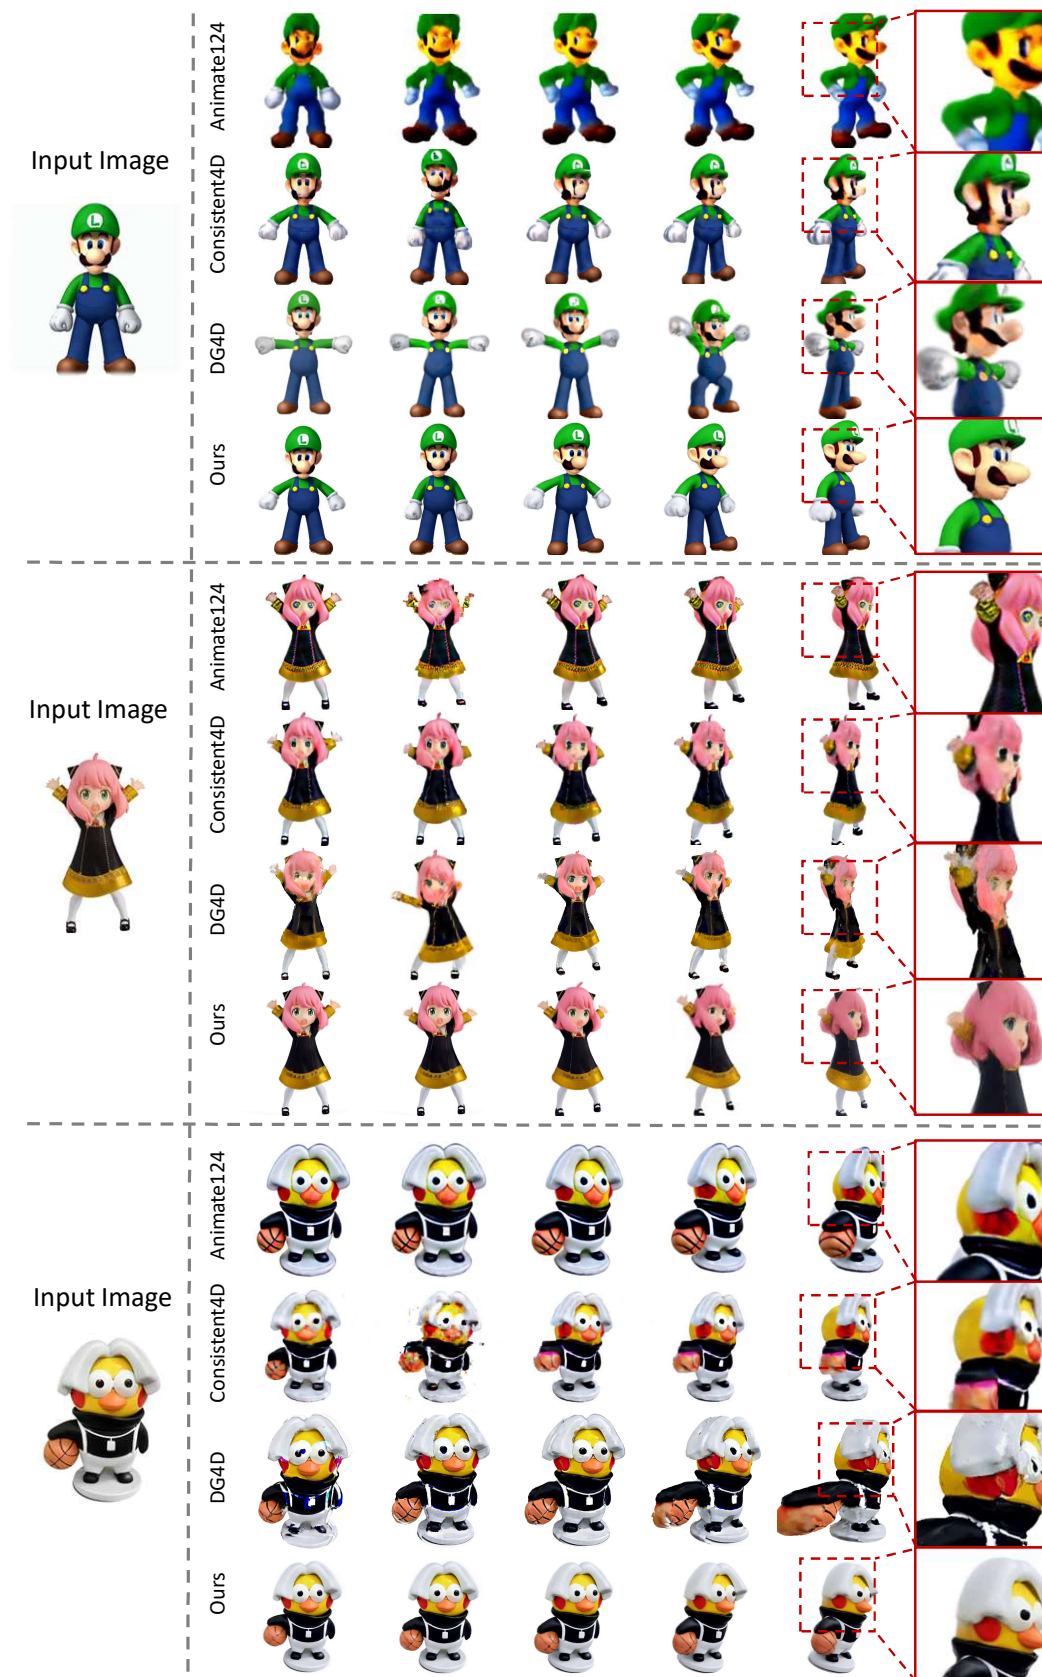 Input Image
Animate124
Consistent4D
DG4D
Ours
Input Image
Animate124
Consistent4D
DG4D
Ours
Input Image
Animate124
Consistent4D
DG4D
Ours
L